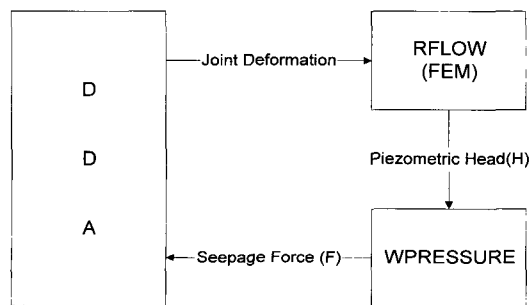 D
D
A
Joint Deformation
RFLOW
(FEM)
Piezometric Head(H)
Seepage Force (F)
WPRESSURE